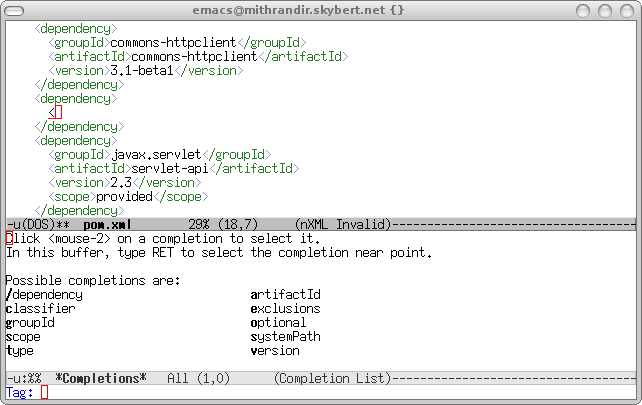 emacs@mithrandir.skybert.net {}
<dependency>
<groupId>commons-httpclient</groupId>
<artifactId>commons-httpclient</artifactId>
<version>3.1-beta1</version>
</dependency>
<dependency>
<
</dependency>
<dependency>
<groupId>javax.servlet</groupId>
<artifactId>servlet-api</artifactId>
<version>2.3</version>
<scope>provided</scope>
</dependency>
-u(DOS)** pom.xml 29% (18,7) (nXML Invalid)----------------------------------
Click <mouse-2> on a completion to select it.
In this buffer, type RET to select the completion near point.
Possible completions are:
/dependency artifactId
classifier exclusions
groupId optional
scope systemPath
type version
-u:%% *Completions* All (1,0) (Completion List)------------------------------------
Tag: